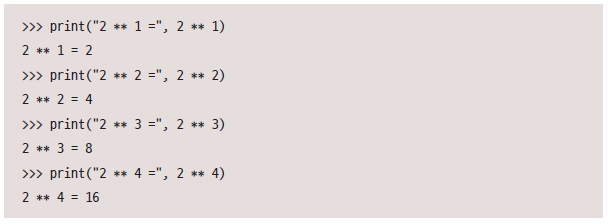 >>> print("2 ** 1 =", 2 ** 1)
2 ** 1 = 2
>>> print("2 ** 2 =", 2 ** 2)
2 ** 2 = 4
>>> print("2 ** 3 =", 2 ** 3)
2 ** 3 = 8
>>> print("2 ** 4 =", 2 ** 4)
2 ** 4 = 16